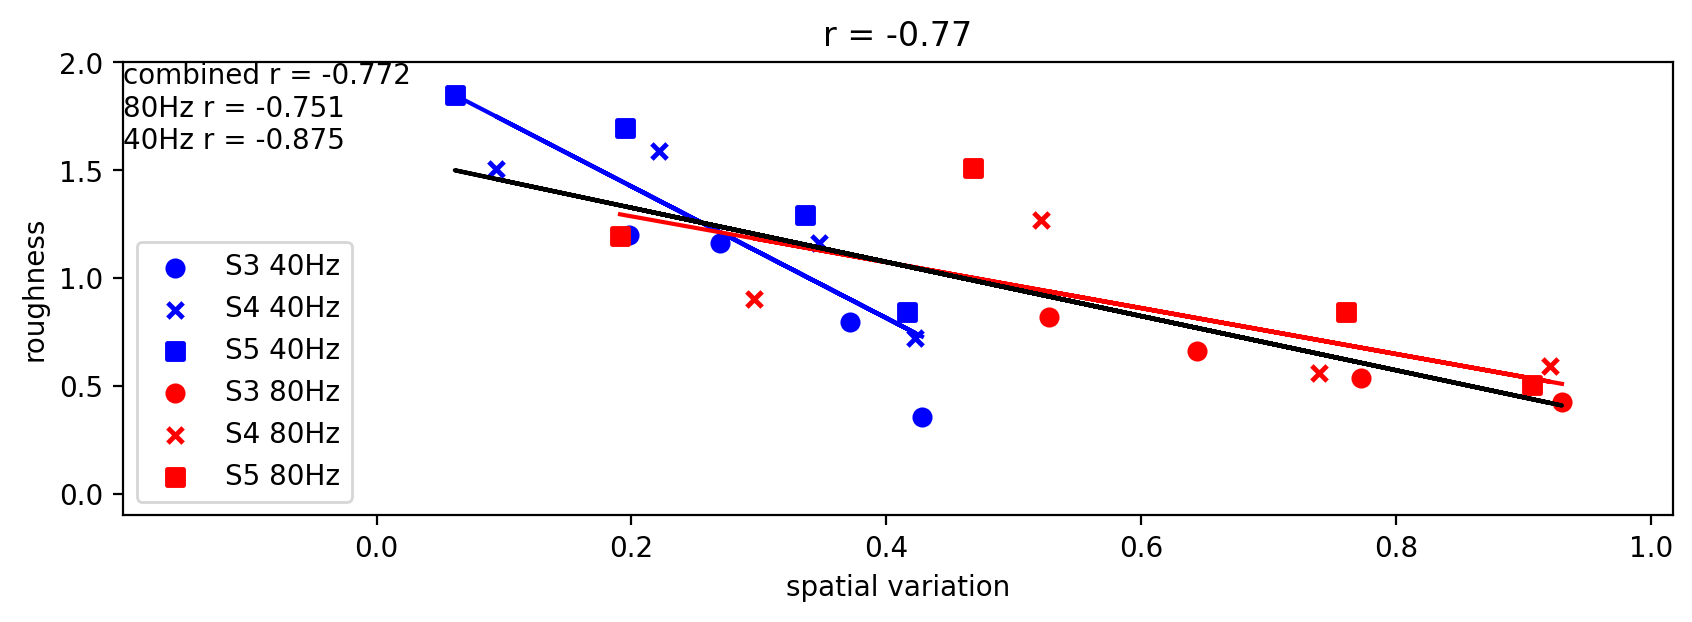 r = -0.77
combined r = -0.772
80Hz r = -0.751
40Hz r = -0.875
2.0
1.5
1.0
0.5
0.0
roughness
S3 40Hz
S4 40Hz
S5 40Hz
S3 80Hz
S4 80Hz
S5 80Hz
0.0 0.2 0.4 0.6 0.8 1.0
spatial variation